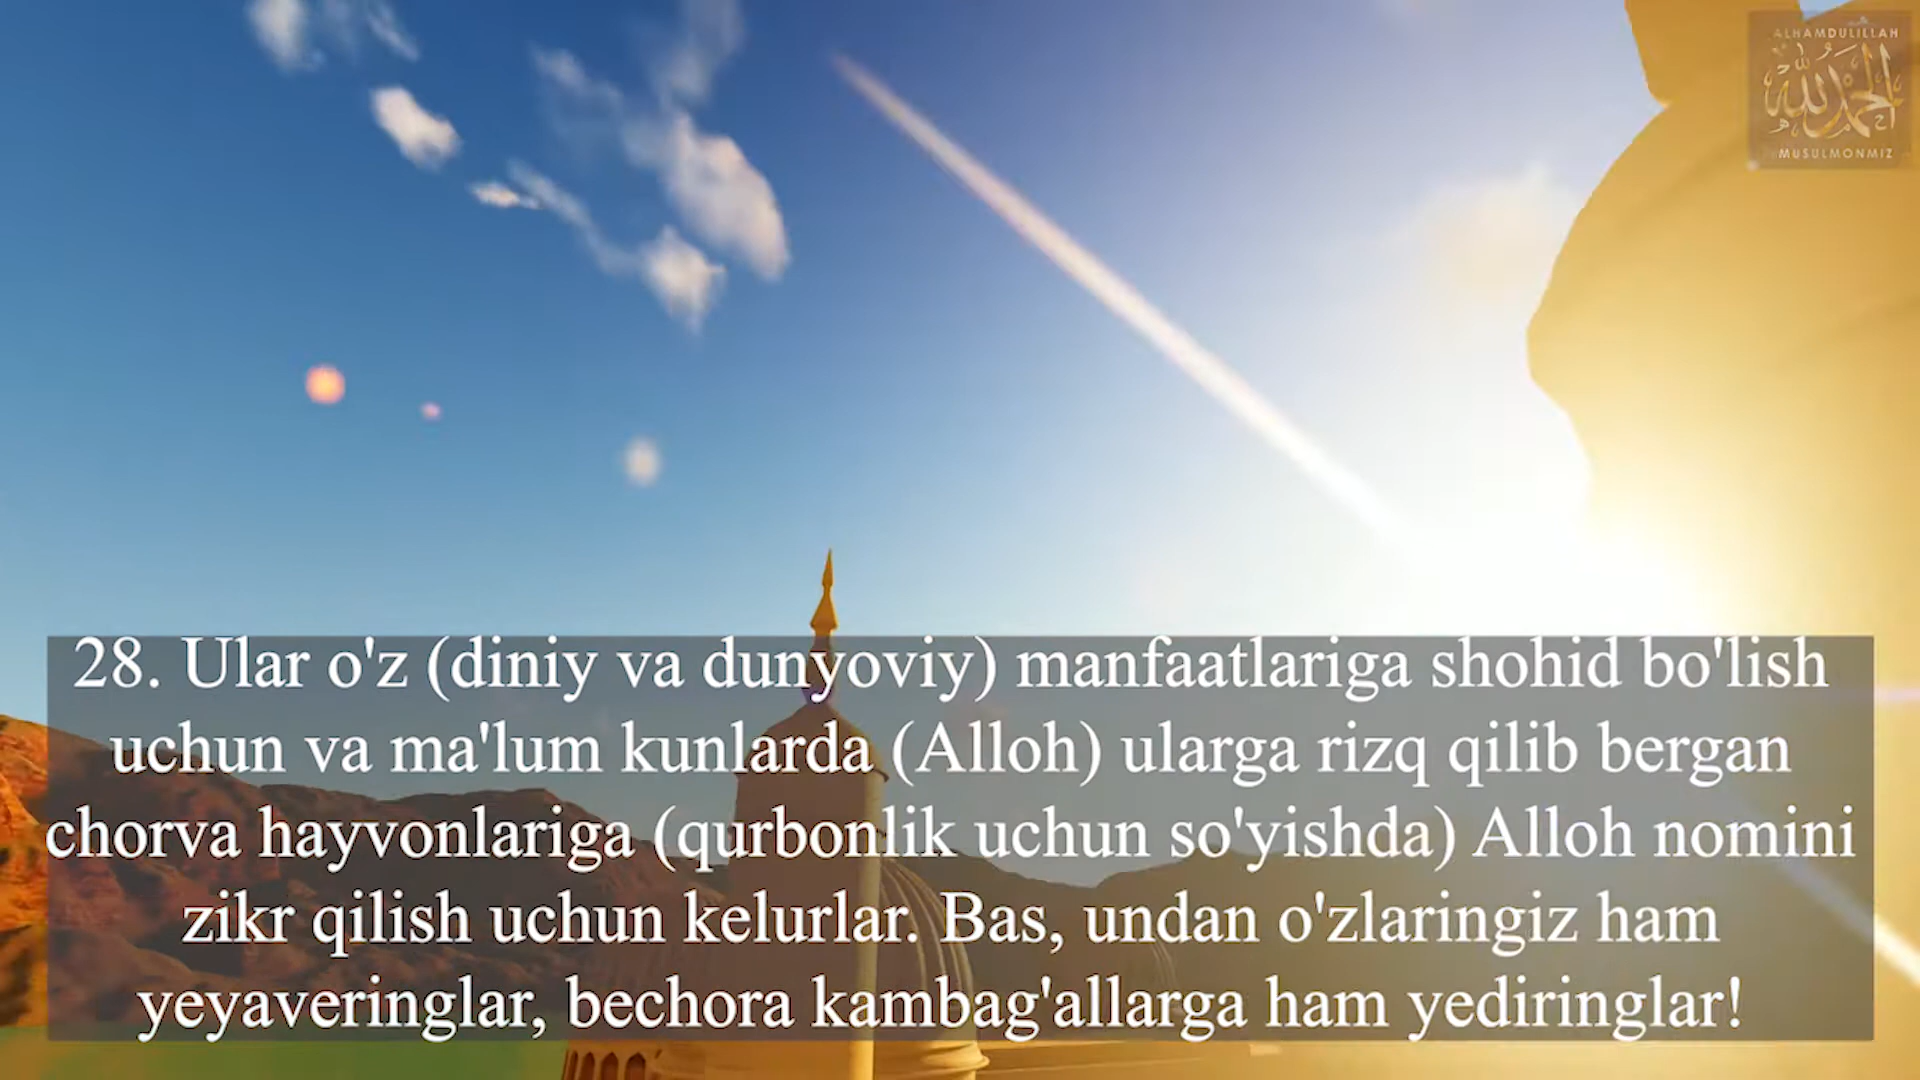 ALHAMDULILLAH
الحمد لله
MUSULMONMIZ
28. Ular o'z (diniy va dunyoviy) manfaatlariga shohid bo'lish
uchun va ma'lum kunlarda (Alloh) ularga rizq qilib bergan
chorva hayvonlariga (qurbonlik uchun so'yishda) Alloh nomini
zikr qilish uchun kelurlar. Bas, undan o'zlaringiz ham
yeyaveringlar, bechora kambag'allarga ham yediringlar!